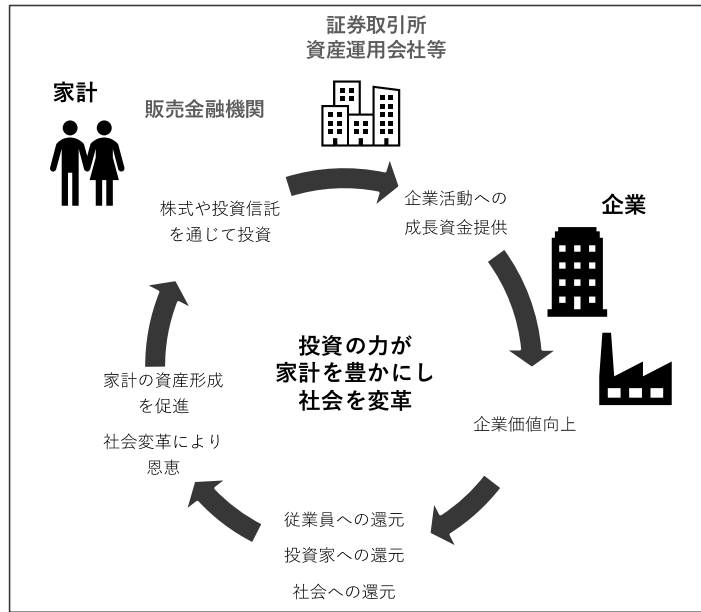 証券取引所
資産運用会社等
家計
販売金融機関
株式や投資信託
を通じて投資
企業活動への
成長資金提供
企業
投資の力が
家計を豊かにし
社会を変革
企業価値向上
従業員への還元
投資家への還元
社会への還元
家計の資産形成
を促進
社会変革により
恩恵